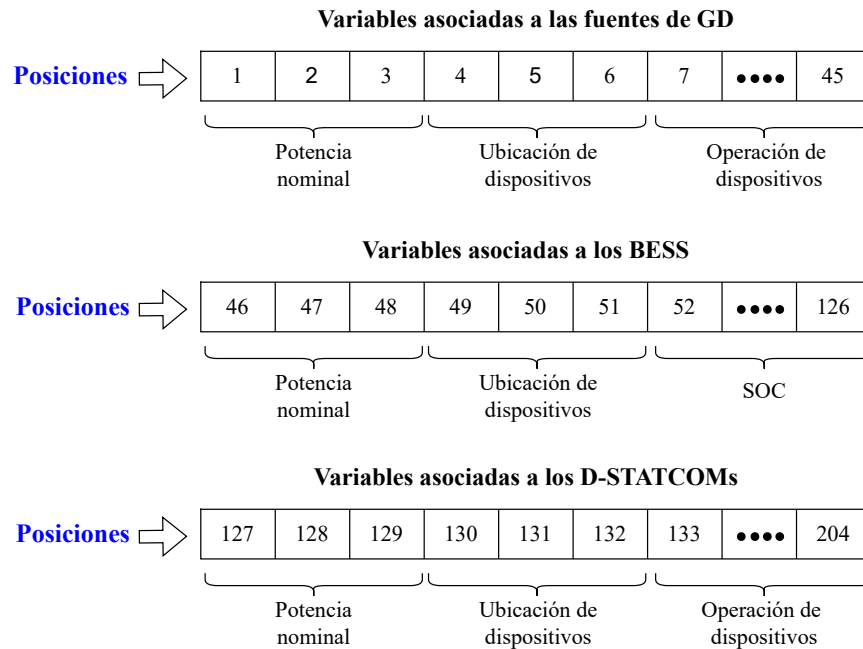 Variables asociadas a las fuentes de GD
Posiciones 1 2 3 4 5 6 7 •••• 45
Potencia nominal Ubicación de dispositivos Operación de dispositivos
Variables asociadas a los BESS
Posiciones 46 47 48 49 50 51 52 •••• 126
Potencia nominal Ubicación de dispositivos SOC
Variables asociadas a los D-STATCOMs
Posiciones 127 128 129 130 131 132 133 •••• 204
Potencia nominal Ubicación de dispositivos Operación de dispositivos